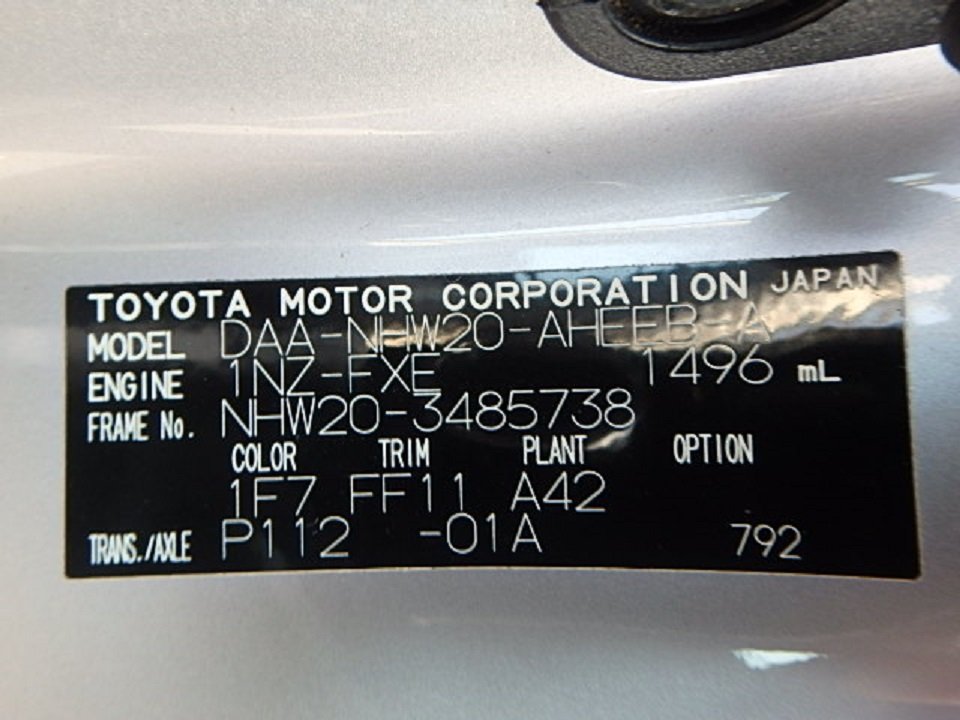 TOYOTA MOTOR CORPORATION JAPAN
MODEL DAA-NHW20-AHEEB-A
ENGINE 1NZ-FXE 1496 mL
FRAME No. NHW20-3485738
COLOR TRIM PLANT OPTION
1F7 FF11 A42
TRANS./AXLE P112 -01A 792